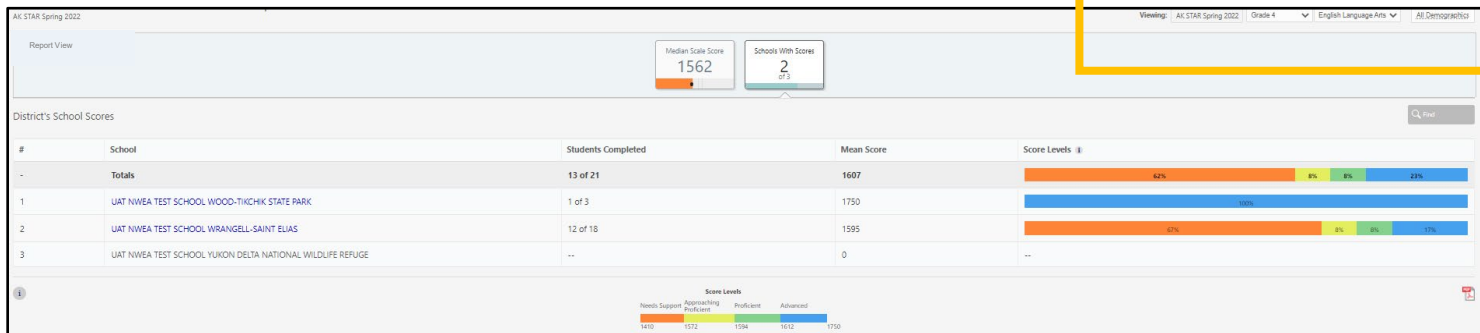 AK STAR Spring 2022
Viewing: AK STAR Spring 2022 Grade 4 English Language Arts All Demographics
Report View
Median Scale Score
1562
Schools With Scores
2
of 3
District's School Scores
Find
# School Students Completed Mean Score Score Levels i
- Totals 13 of 21 1607 62% 8% 8% 23%
1 UAT NWEA TEST SCHOOL WOOD-TIKCHIK STATE PARK 1 of 3 1750 100%
2 UAT NWEA TEST SCHOOL WRANGELL-SAINT ELIAS 12 of 18 1595 67% 8% 8% 17%
3 UAT NWEA TEST SCHOOL YUKON DELTA NATIONAL WILDLIFE REFUGE -- 0 --
i
Score Levels
Needs Support Approaching Proficient Proficient Advanced
1410 1572 1594 1612 1750